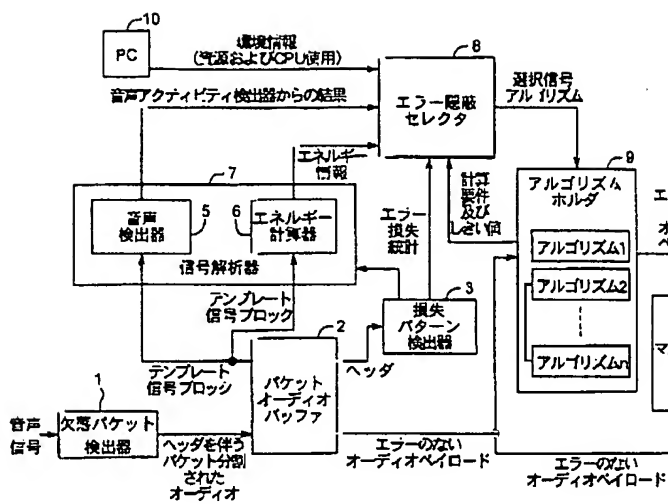 10
PC
環境情報
(資源およびCPU使用)
音声アクティビティ検出器からの結果
8
エラー隠蔽
セレクタ
選択信号
アルゴリズム
エネルギー
情報
7
音声
検出器
5
6
エネルギー
計算器
信号解析器
エラー
損失
統計
計算
要件
及び
しきい値
9
アルゴリズム
ホルダ
アルゴリズム1
アルゴリズム2
アルゴリズムn
テンプレート
信号ブロック
3
損失
パターン
検出器
2
テンプレート
信号ブロッシ
ヘッダ
パケット
オーディオ
バッファ
1
音声
信号
欠落パケット
検出器
ヘッダを伴う
パケット分割
された
オーディオ
エラーのない
オーディオペイロード
エラーのない
オーディオペイロード
エ
オ
ペ
マ